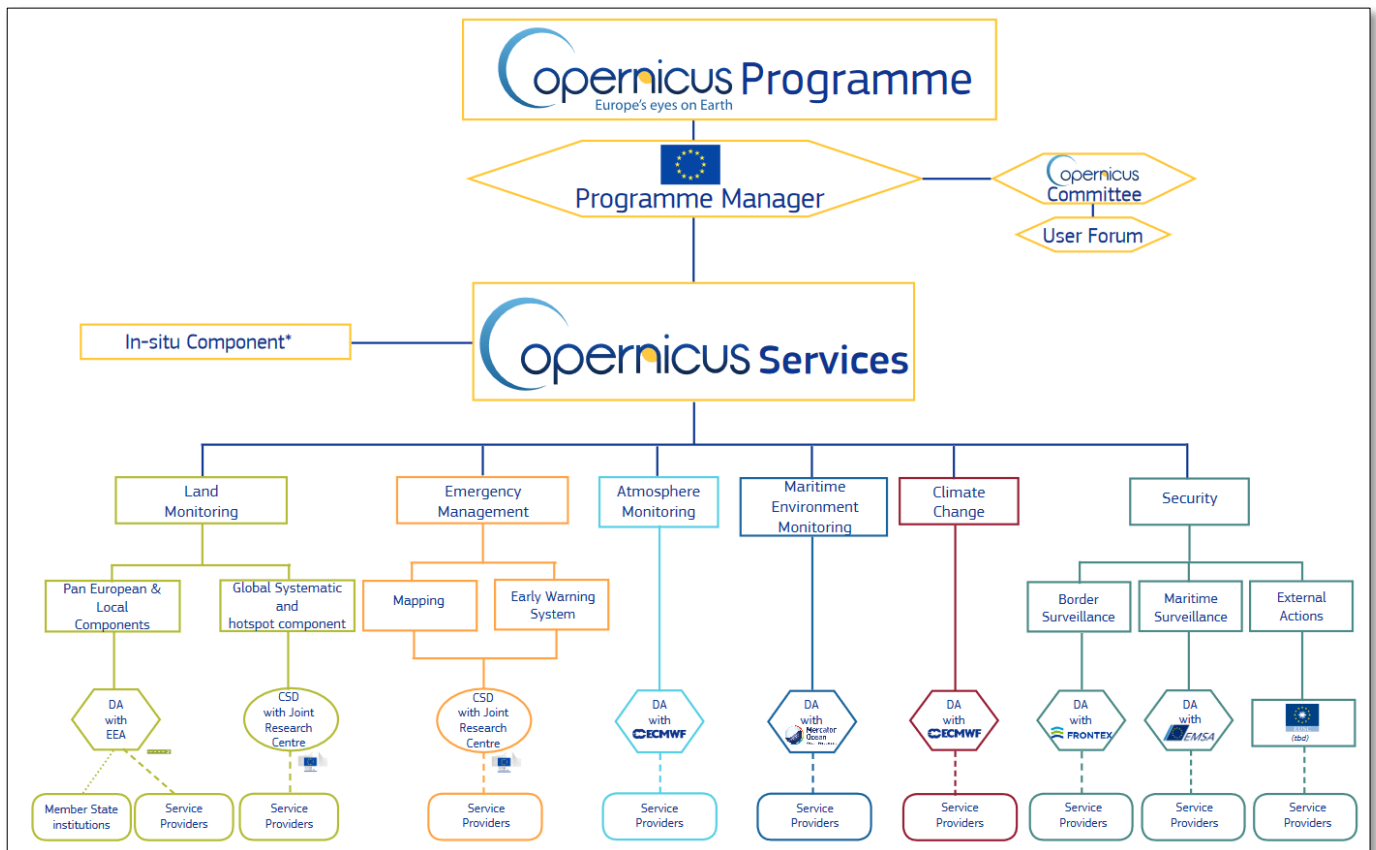 Copernicus Programme
Europe's eyes on Earth
Programme Manager
Copernicus
Committee
User Forum
In-situ Component*
Copernicus Services
Land
Monitoring
Emergency
Management
Atmosphere
Monitoring
Maritime
Environment
Monitoring
Climate
Change
Security
Pan European &
Local
Components
Global Systematic
and
hotspot component
Mapping
Early Warning
System
Border
Surveillance
Maritime
Surveillance
External
Actions
DA
with
EEA
CSD
with Joint
Research
Centre
CSD
with Joint
Research
Centre
DA
with
ECMWF
DA
with
Mercator
Ocean
DA
with
ECMWF
DA
with
FRONTEX
DA
with
EMSA
(tbd)
Member State
institutions
Service
Providers
Service
Providers
Service
Providers
Service
Providers
Service
Providers
Service
Providers
Service
Providers
Service
Providers
Service
Providers